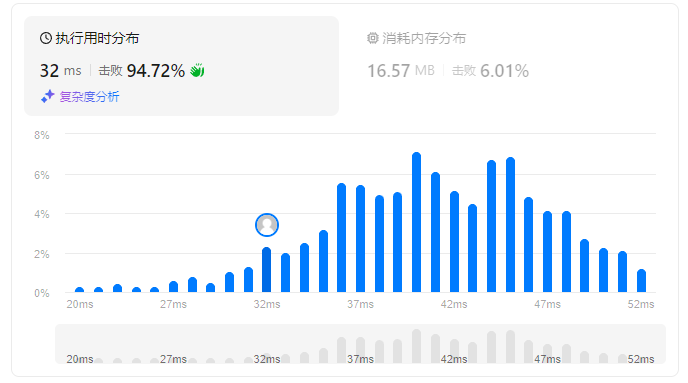 执行用时分布
32 ms 击败 94.72%
复杂度分析
消耗内存分布
16.57 MB 击败 6.01%
8%
6%
4%
2%
0%
20ms 27ms 32ms 37ms 42ms 47ms 52ms
20ms 27ms 32ms 37ms 42ms 47ms 52ms